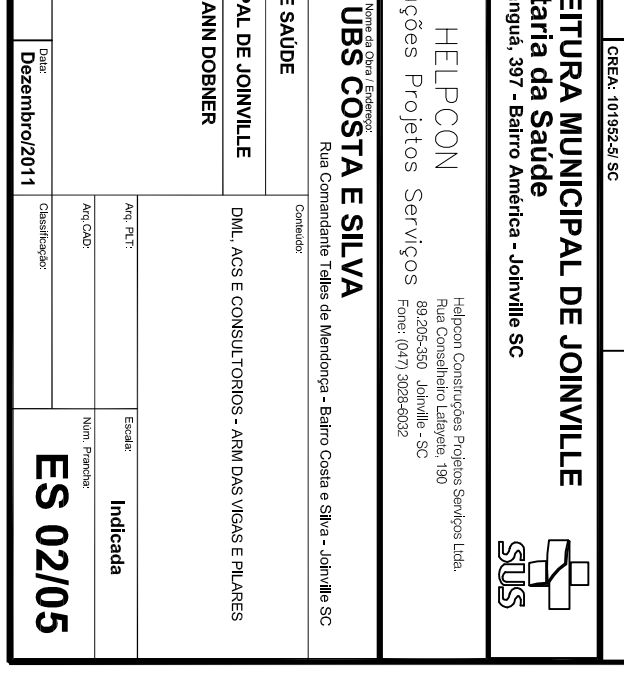 CREA: 101952-5/ SC
EITURA MUNICIPAL DE JOINVILLE
taria da Saúde
nguá, 397 - Bairro América - Joinville SC
SUS
HELPCON
ções Projetos Serviços
Helpcon Construções Projetos Serviços Ltda.
Rua Conselheiro Lafayete, 190
89.205-350 Joinville - SC
Fone: (047) 3028-6032
Nome da Obra / Endereço:
UBS COSTA E SILVA
Rua Comandante Telles de Mendonça - Bairro Costa e Silva - Joinville SC
E SAÚDE
PAL DE JOINVILLE
ANN DOBNER
Conteúdo:
DML, ACS E CONSULTORIOS - ARM DAS VIGAS E PILARES
Data:
Dezembro/2011
Arq. PLT:
Arq.CAD:
Classificação:
Escala:
Indicada
Núm. Prancha:
ES 02/05